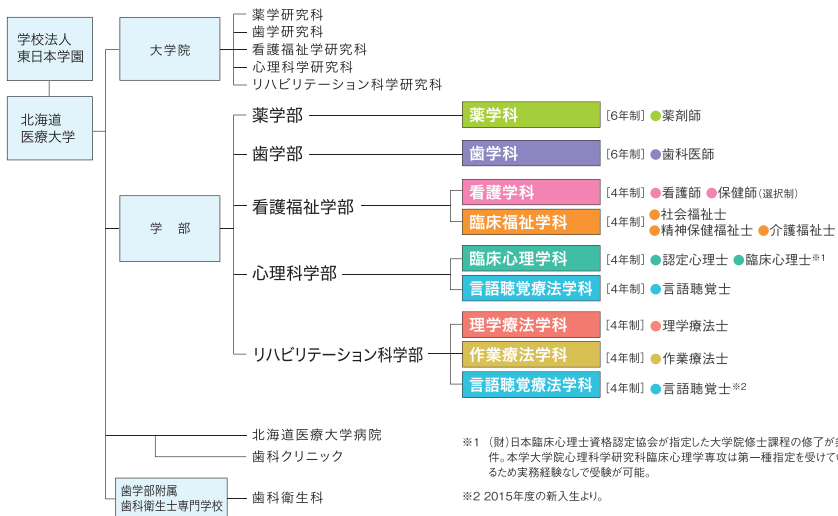 学校法人
東日本学園
北海道
医療大学
大学院
薬学研究科
歯学研究科
看護福祉学研究科
心理科学研究科
リハビリテーション科学研究科
学 部
薬学部
薬学科
[6年制] ●薬剤師
歯学部
歯学科
[6年制] ●歯科医師
看護福祉学部
看護学科
[4年制] ●看護師 ●保健師(選択制)
臨床福祉学科
[4年制] ●社会福祉士
●精神保健福祉士 ●介護福祉士
心理科学部
臨床心理学科
[4年制] ●認定心理士 ●臨床心理士※1
言語聴覚療法学科
[4年制] ●言語聴覚士
リハビリテーション科学部
理学療法学科
[4年制] ●理学療法士
作業療法学科
[4年制] ●作業療法士
言語聴覚療法学科
[4年制] ●言語聴覚士※2
北海道医療大学病院
歯科クリニック
歯学部附属
歯科衛生士専門学校
歯科衛生科
※1 (財)日本臨床心理士資格認定協会が指定した大学院修士課程の修了が
件。本学大学院心理科学研究科臨床心理学専攻は第一種指定を受けてい
るため実務経験なしで受験が可能。
※2 2015年度の新入生より。